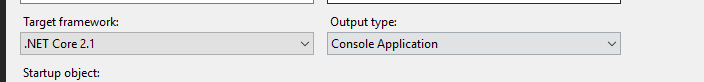 Target framework:
Output type:
.NET Core 2.1
Console Application
Startup object: